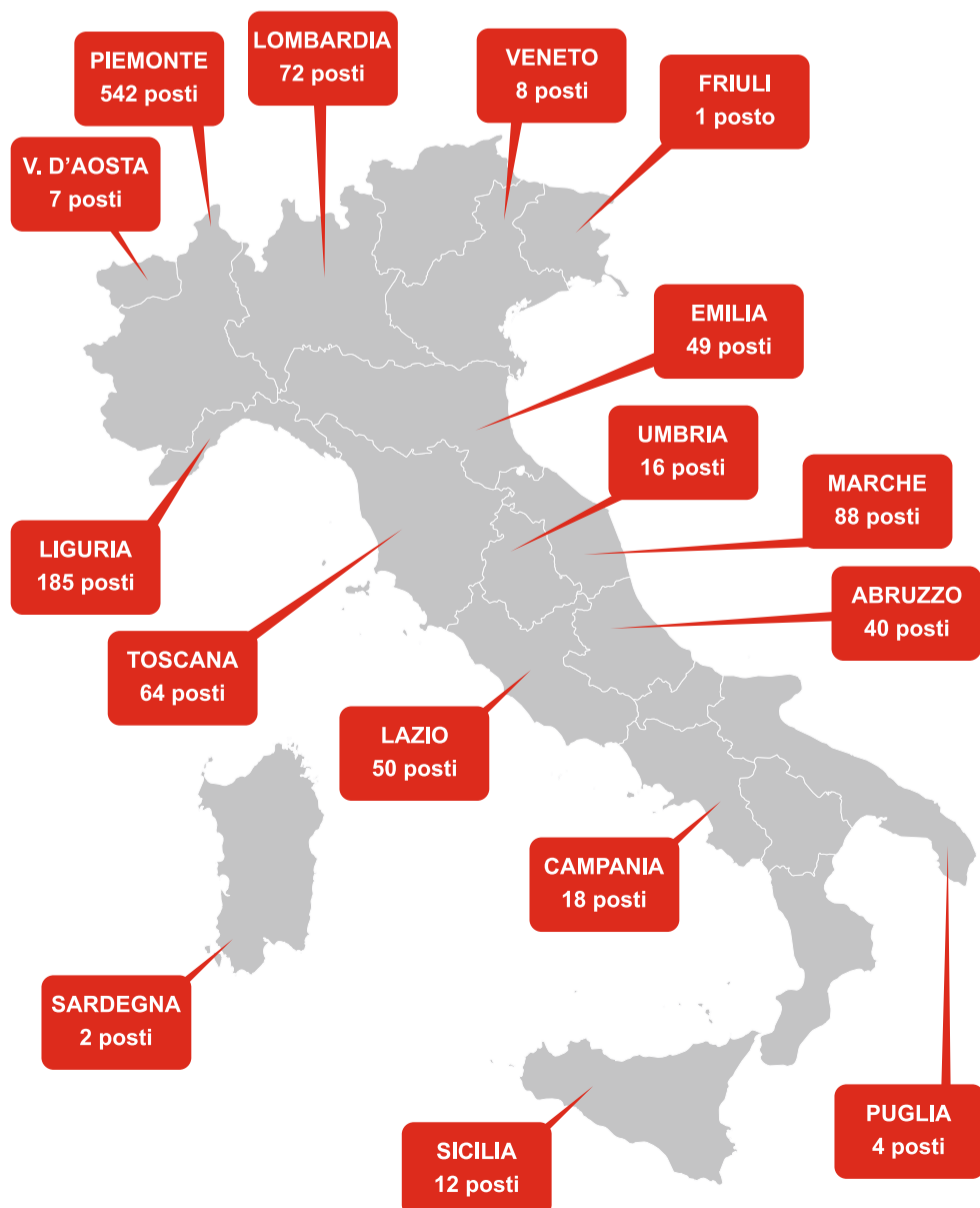 LOMBARDIA
72 posti
PIEMONTE
542 posti
VENETO
8 posti
FRIULI
1 posto
V. D'AOSTA
7 posti
EMILIA
49 posti
UMBRIA
16 posti
MARCHE
88 posti
LIGURIA
185 posti
ABRUZZO
40 posti
TOSCANA
64 posti
LAZIO
50 posti
CAMPANIA
18 posti
SARDEGNA
2 posti
PUGLIA
4 posti
SICILIA
12 posti